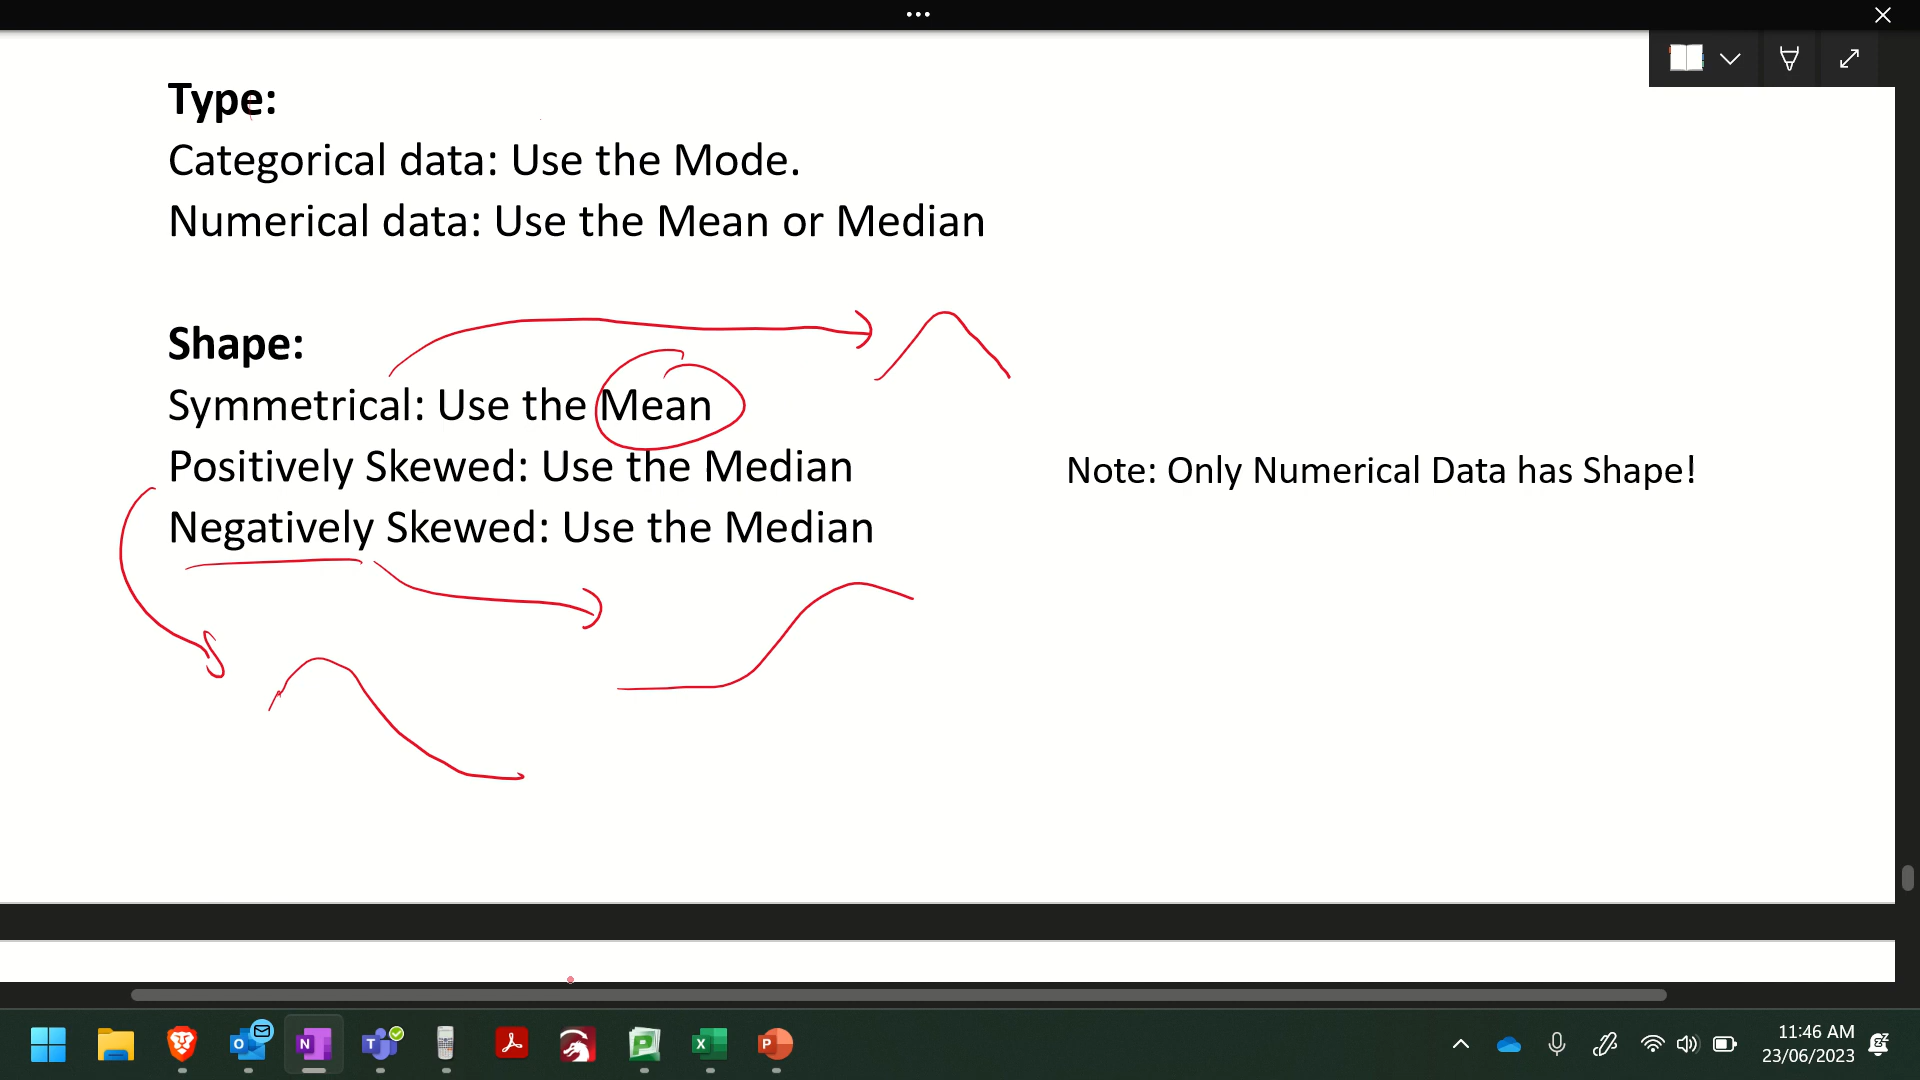 Type:
Categorical data: Use the Mode.
Numerical data: Use the Mean or Median
Shape:
Symmetrical: Use the Mean
Positively Skewed: Use the Median
Note: Only Numerical Data has Shape!
Negatively Skewed: Use the Median
11:46 AM
23/06/2023